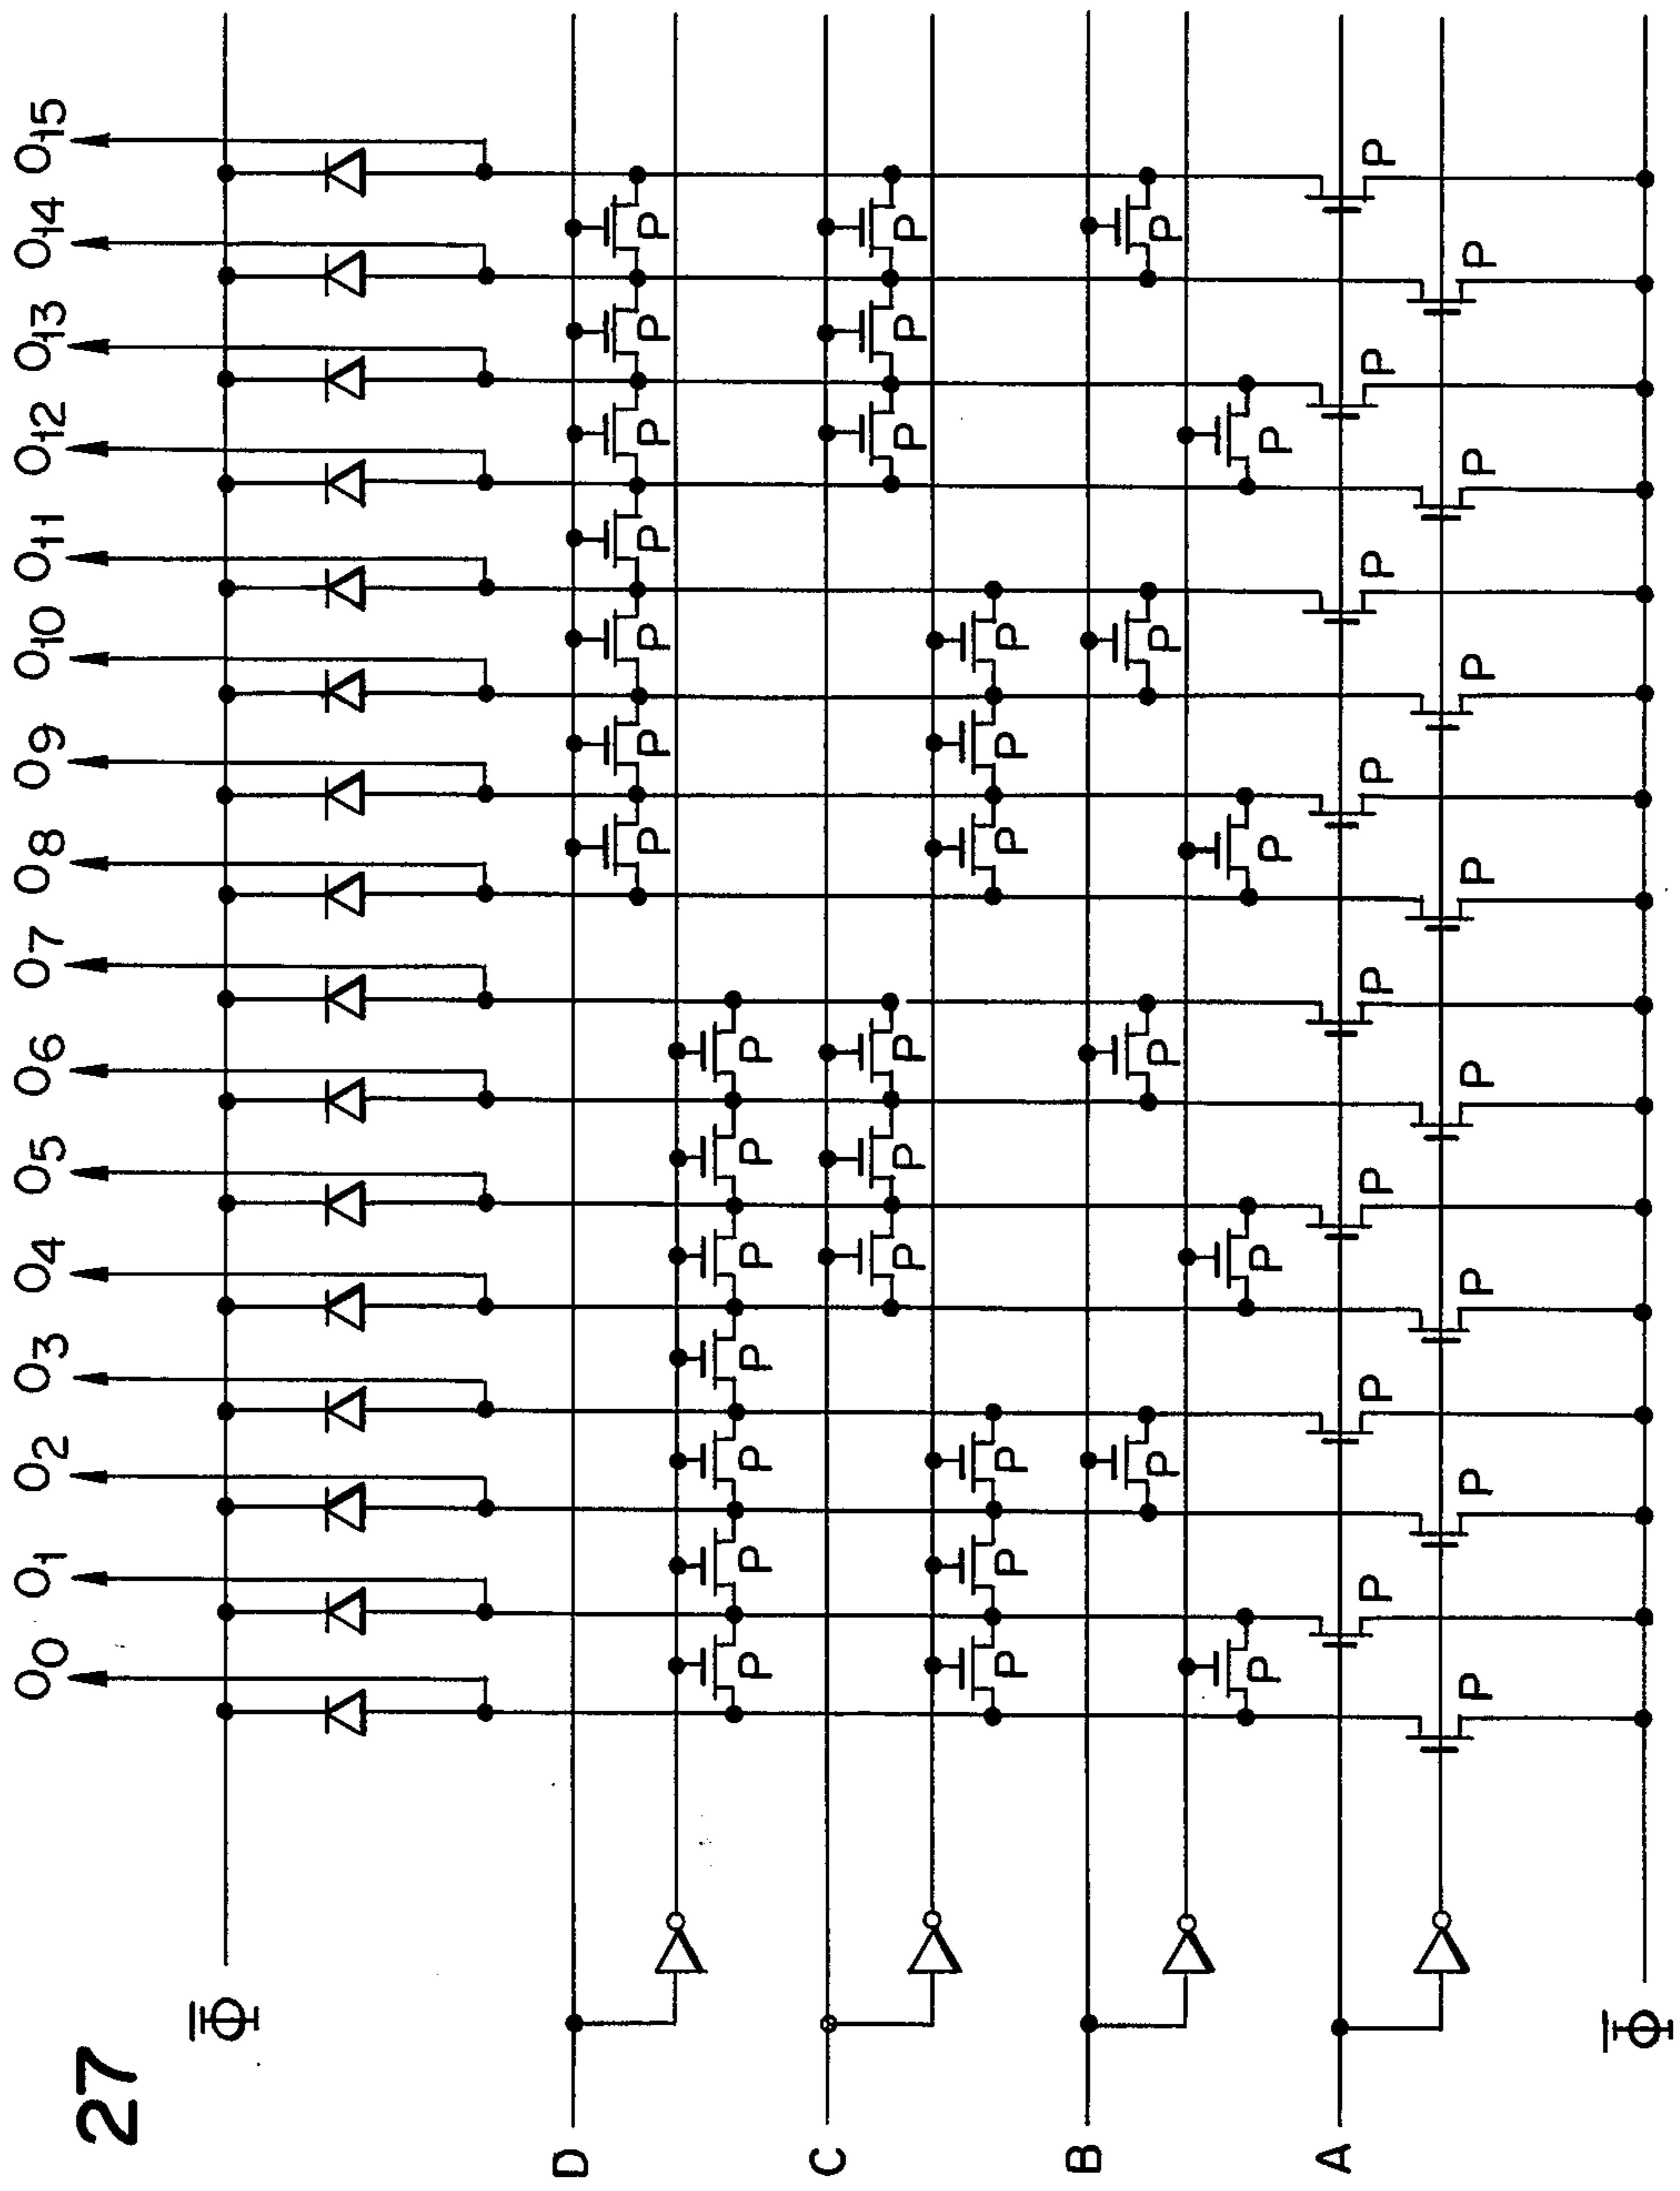 O0 O1 O2 O3 O4 O5 O6 O7 O8 O9 O10 O11 O12 O13 O14 O15
27
Φ̅
D
P P P P P P P
P P P P P P P
C
P P P P P P
P P P P P P
B
P P P P
P P P P
A
P P P P P P P P
P P P P P P P P
Φ̅